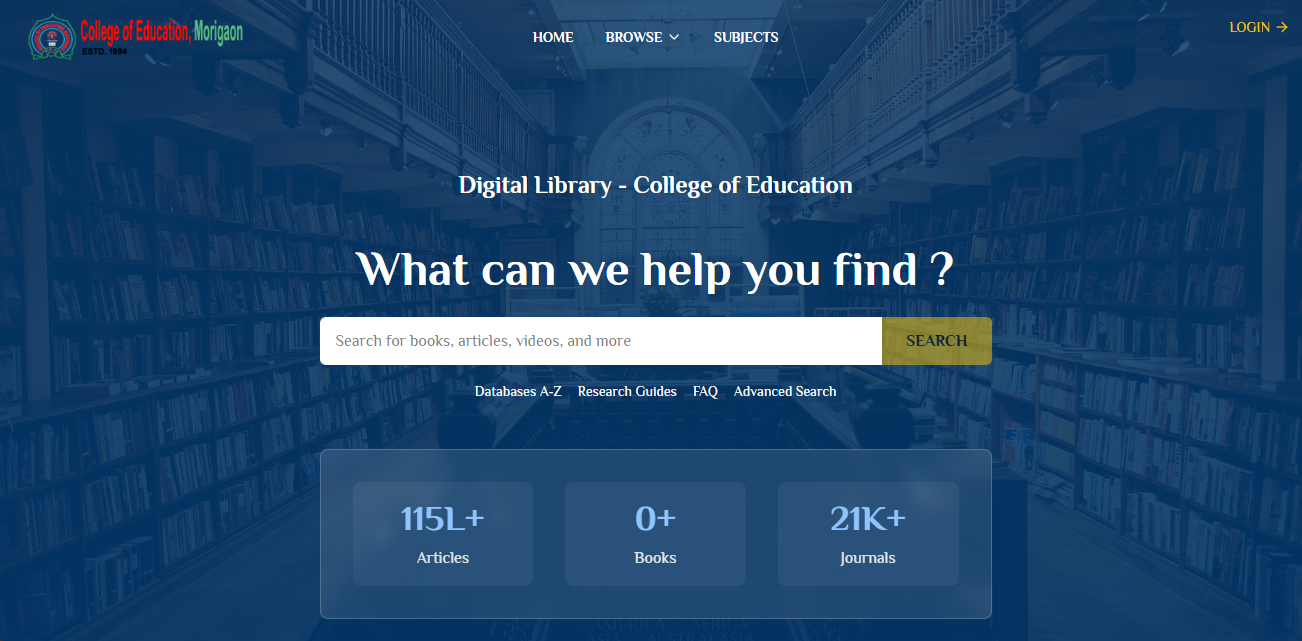 College of Education, Morigaon
ESTD. 1994
HOME BROWSE SUBJECTS
LOGIN →
Digital Library - College of Education
What can we help you find ?
Search for books, articles, videos, and more
SEARCH
Databases A-Z Research Guides FAQ Advanced Search
115L+ 0+ 21K+
Articles Books Journals
AMERICA AFRICA